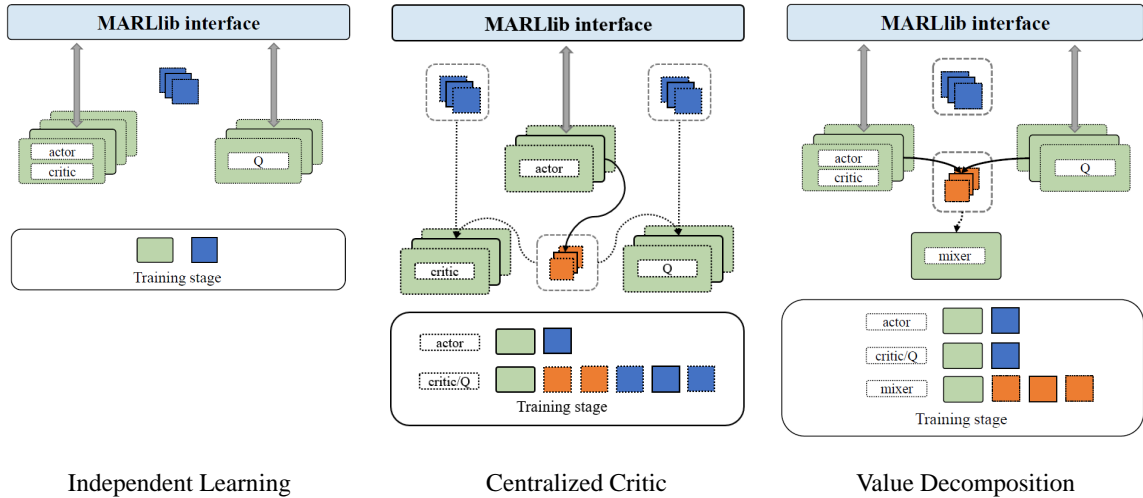 MARLlib interface
actor
critic
Q
Training stage
Independent Learning
MARLlib interface
actor
critic
Q
actor
critic/Q
Training stage
Centralized Critic
MARLlib interface
actor
critic
Q
mixer
actor
critic/Q
mixer
Training stage
Value Decomposition